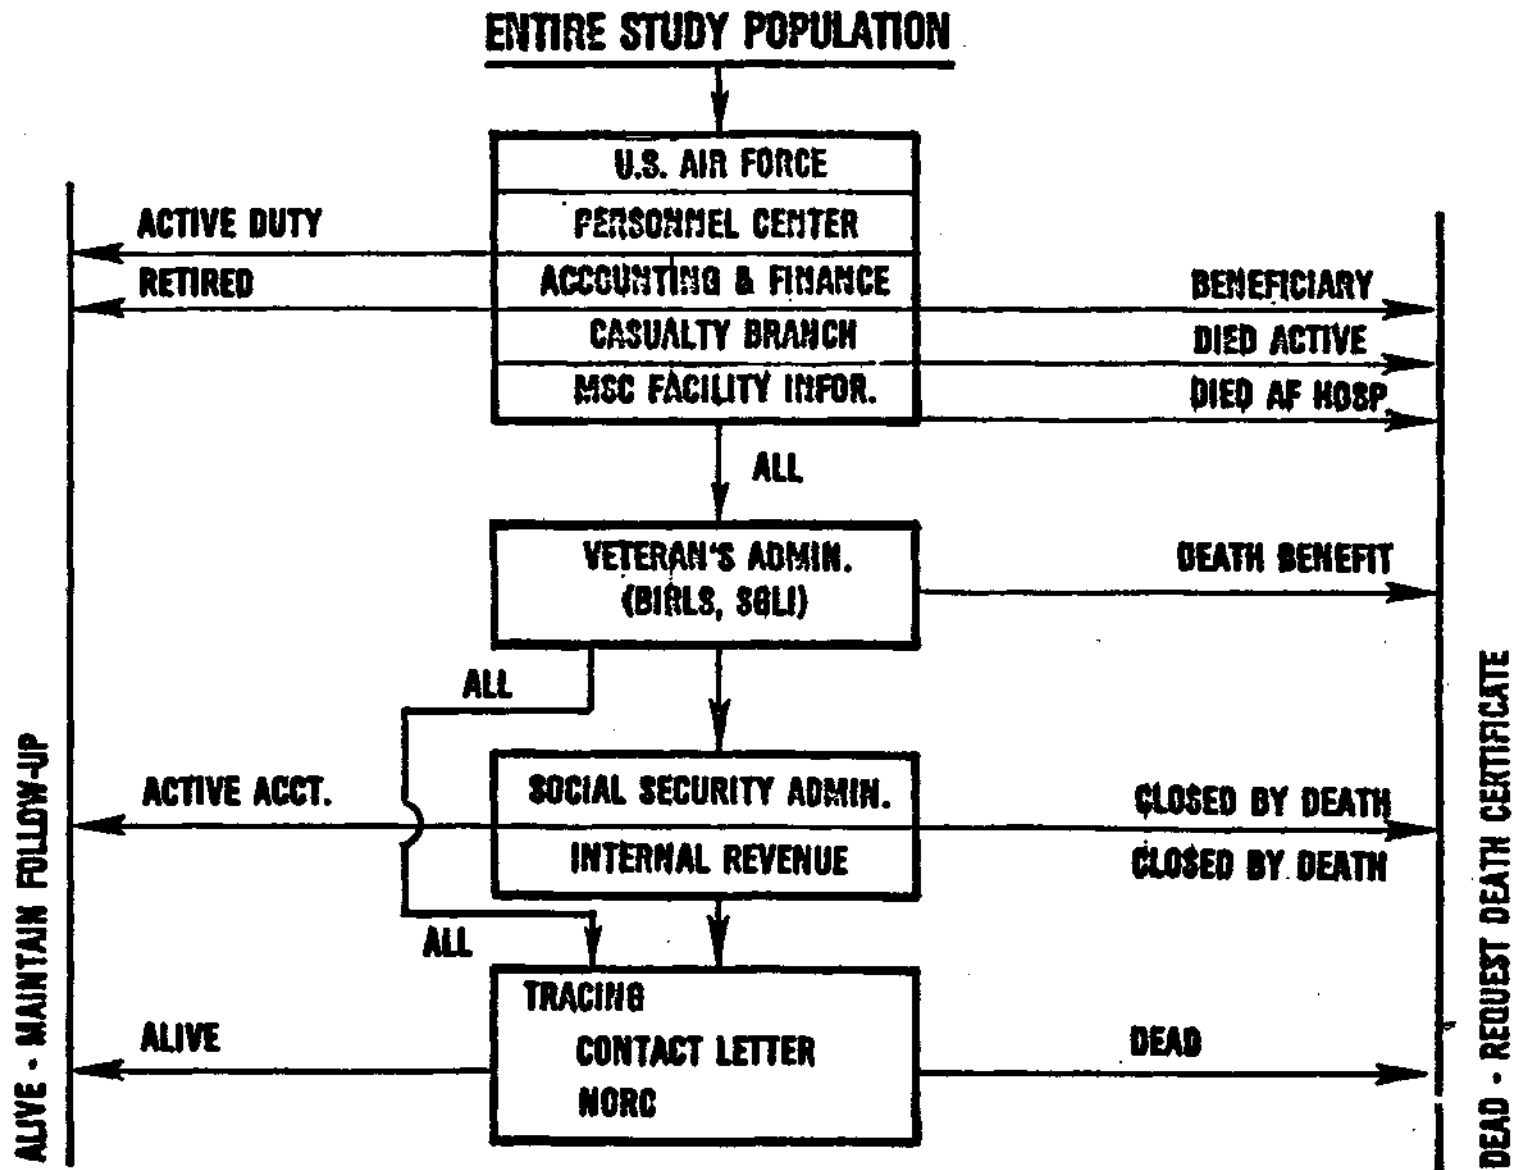 ENTIRE STUDY POPULATION
U.S. AIR FORCE
PERSONNEL CENTER
ACTIVE DUTY
ACCOUNTING & FINANCE
RETIRED
BENEFICIARY
CASUALTY BRANCH
DIED ACTIVE
MSC FACILITY INFOR.
DIED AF HOSP
ALL
VETERAN'S ADMIN.
(BIRLS, SGLI)
DEATH BENEFIT
ALL
SOCIAL SECURITY ADMIN.
ACTIVE ACCT.
CLOSED BY DEATH
INTERNAL REVENUE
CLOSED BY DEATH
ALL
TRACING
CONTACT LETTER
NORC
ALIVE
DEAD
ALIVE - MAINTAIN FOLLOW-UP
DEAD - REQUEST DEATH CERTIFICATE